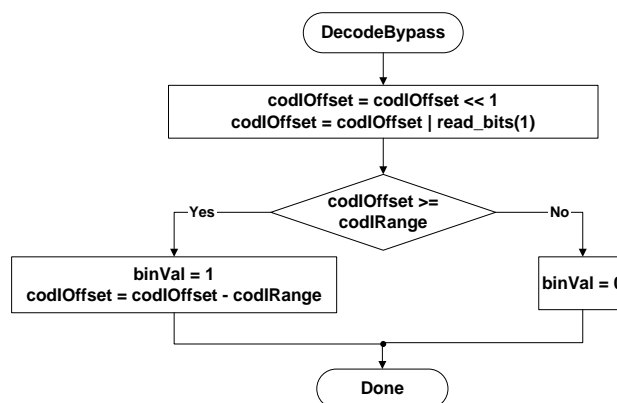 DecodeBypass
codIOffset = codIOffset << 1
codIOffset = codIOffset | read_bits(1)
codIOffset >=
codIRange
Yes
No
binVal = 1
codIOffset = codIOffset - codIRange
binVal = 0
Done